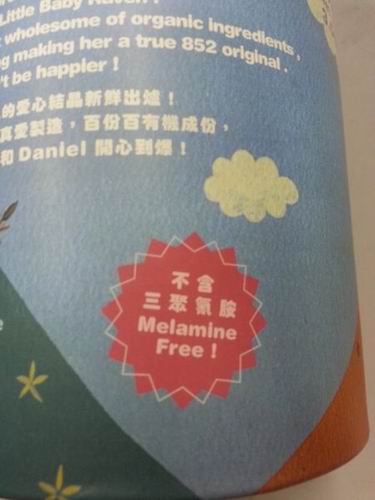 Little Baby Raven !
wholesome of organic ingredients,
making her a true 852 original.
't be happier !
的愛心結晶新鮮出爐！
真愛製造，百份百有機成份，
和 Daniel 開心到爆！
不含
三聚氰胺
Melamine
Free !